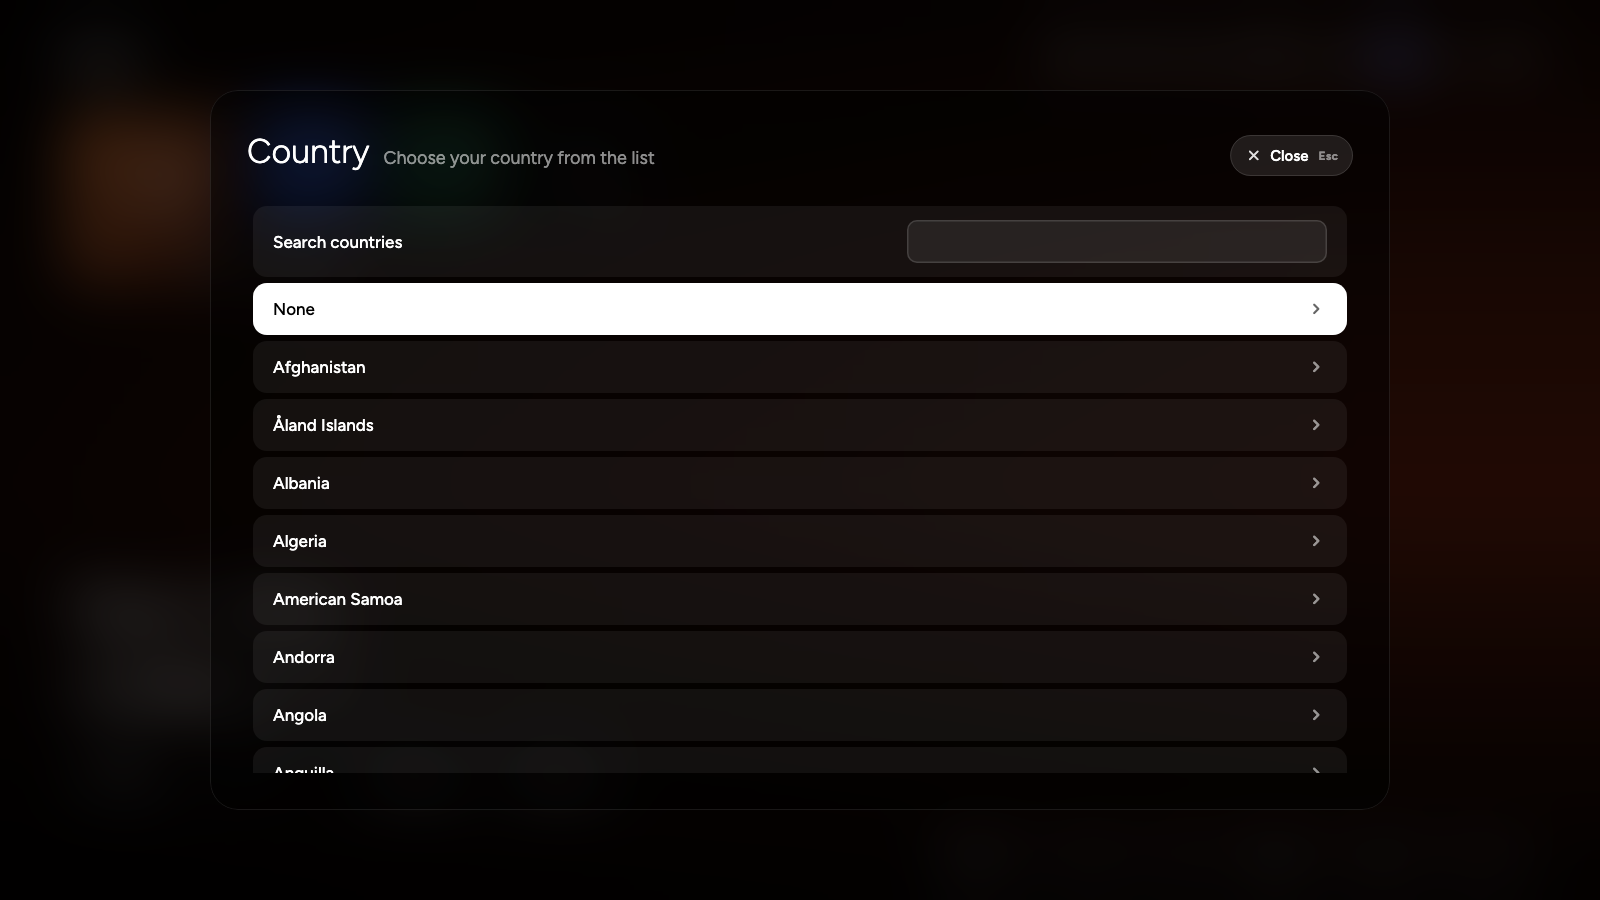 Country Choose your country from the list
Close Esc
Search countries
None
Afghanistan
Åland Islands
Albania
Algeria
American Samoa
Andorra
Angola
Anguilla